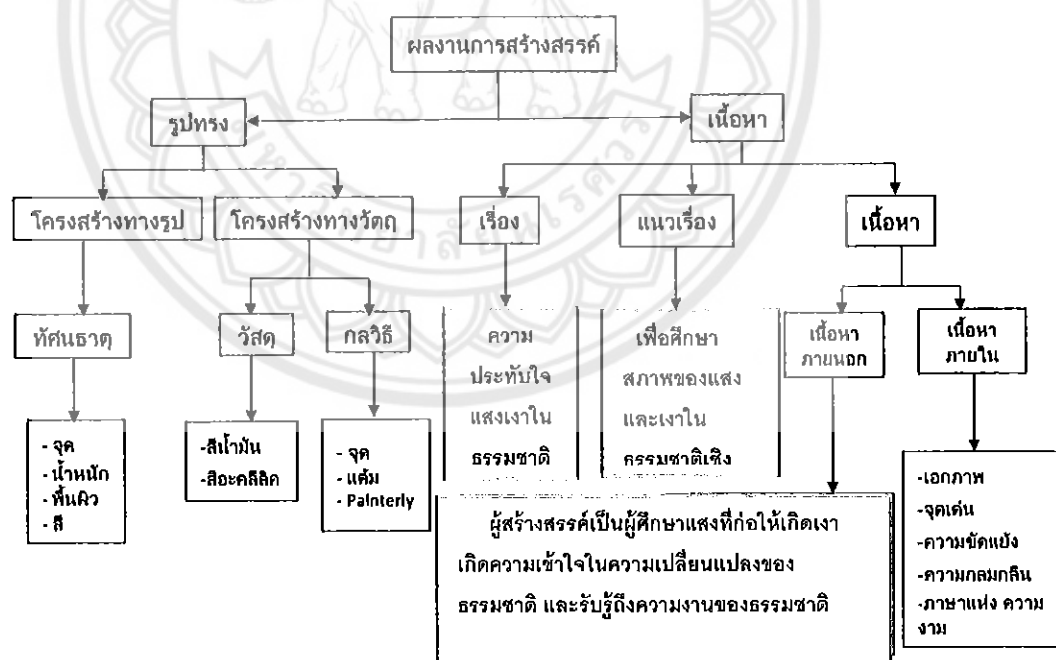 ผลงานการสร้างสรรค์
รูปทรง
เนื้อหา
โครงสร้างทางรูป
โครงสร้างทางวัตถุ
เรื่อง
แนวเรื่อง
เนื้อหา
ทัศนธาตุ
วัสดุ
กลวิธี
ความ
ประทับใจ
แสงเงาใน
ธรรมชาติ
เพื่อศึกษา
สภาพของแสง
และเงาใน
ธรรมชาติเชิง
เนื้อหา
ภายนอก
เนื้อหา
ภายใน
- จุด
- น้ำหนัก
- พื้นผิว
- สี
-สีน้ำมัน
-สีอะคลิลิค
- จุด
- แต้ม
- Painterly
ผู้สร้างสรรค์เป็นผู้ศึกษาแสงที่ก่อให้เกิดเงา
เกิดความเข้าใจในความเปลี่ยนแปลงของ
ธรรมชาติ และรับรู้ถึงความงานของธรรมชาติ
-เอกภาพ
-จุดเด่น
-ความขัดแย้ง
-ความกลมกลืน
-ภาษาแห่ง ความ
งาม